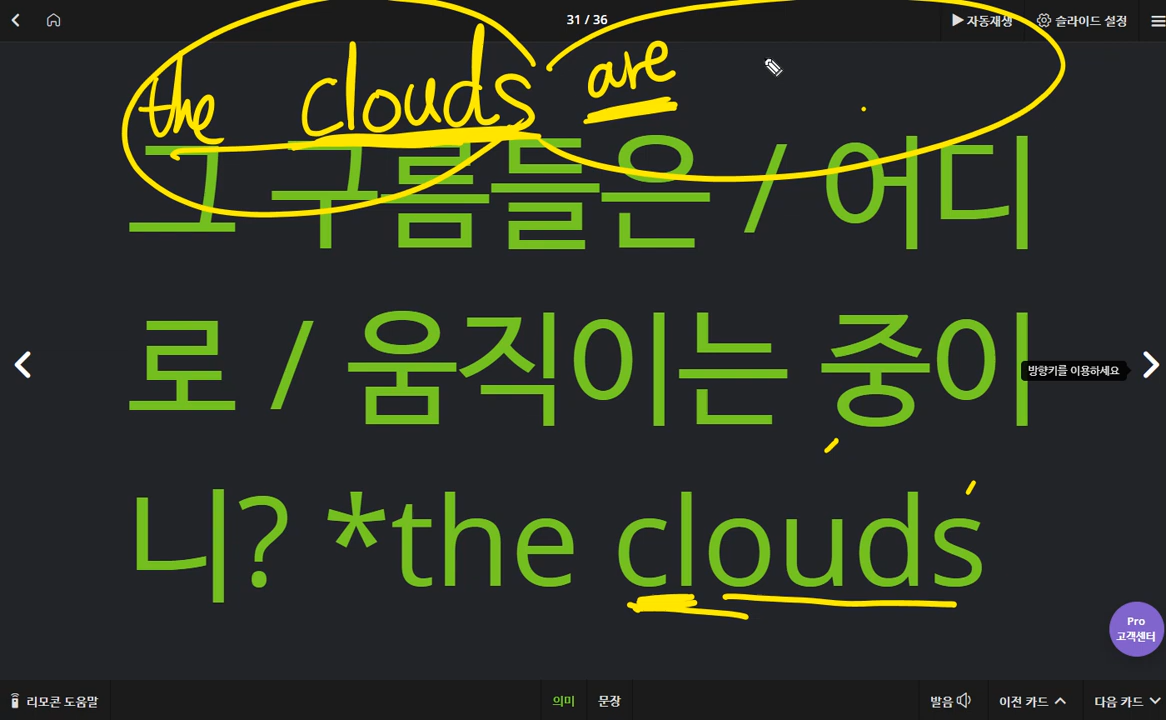 31 / 36
▶자동재생
슬라이드 설정
the clouds are
그 구름들은 / 어디
로 / 움직이는 중이
방향키를 이용하세요
니? *the clouds
Pro
고객센터
리모콘 도움말
의미
문장
발음
이전 카드
다음 카드